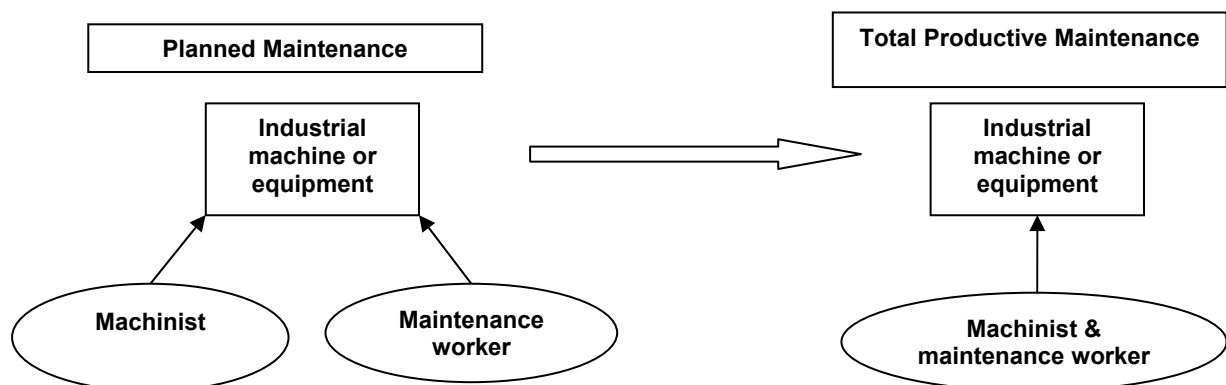 Planned Maintenance
Industrial
machine or
equipment
Machinist
Maintenance
worker
Total Productive Maintenance
Industrial
machine or
equipment
Machinist &
maintenance worker